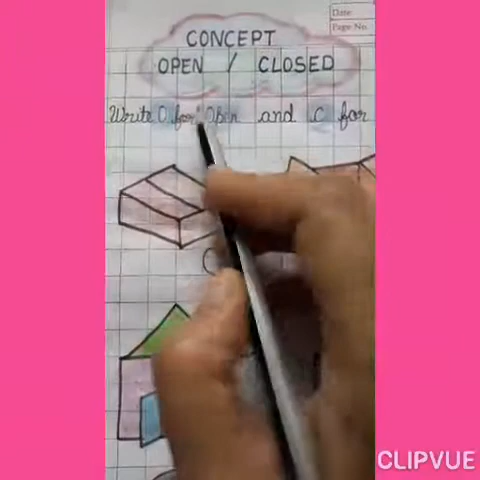 Date
Page No.
CONCEPT
OPEN / CLOSED
Write O for Open and C for
C
CLIPVUE